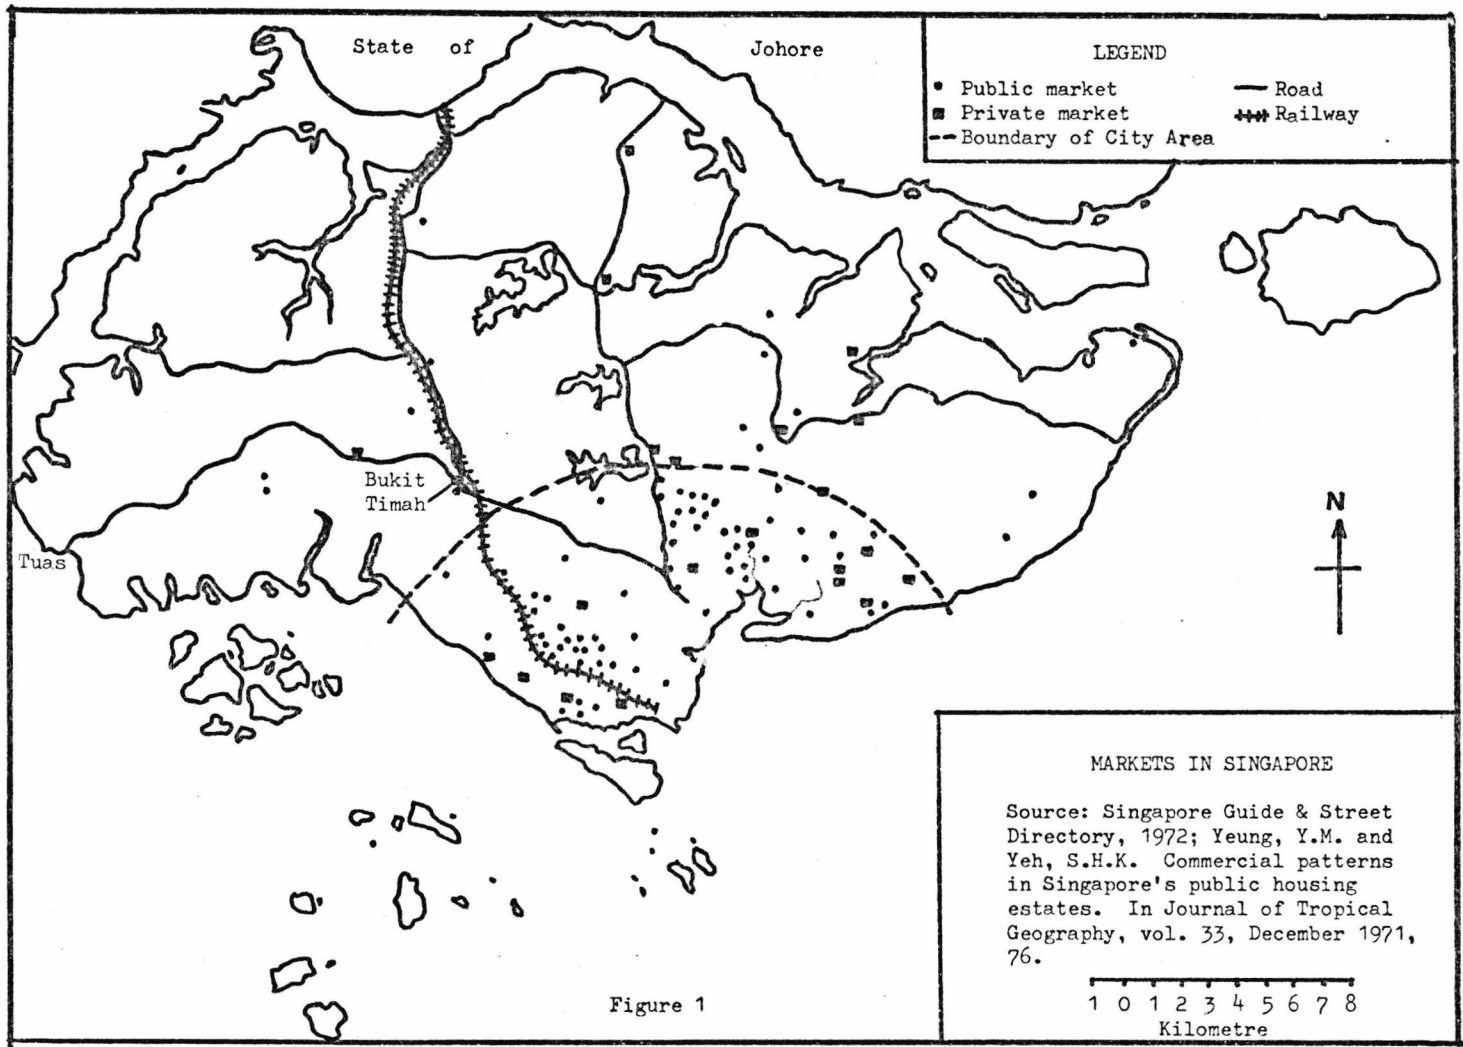 State of Johore
LEGEND
Public market
Road
Private market
Railway
Boundary of City Area
Bukit
Timah
Tuas
N
MARKETS IN SINGAPORE
Source: Singapore Guide & Street
Directory, 1972; Yeung, Y.M. and
Yeh, S.H.K. Commercial patterns
in Singapore's public housing
estates. In Journal of Tropical
Geography, vol. 33, December 1971,
76.
1 0 1 2 3 4 5 6 7 8
Kilometre
Figure 1